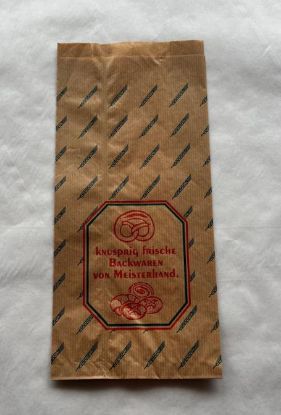 knusprig frische
Backwaren
von Meisterhand.